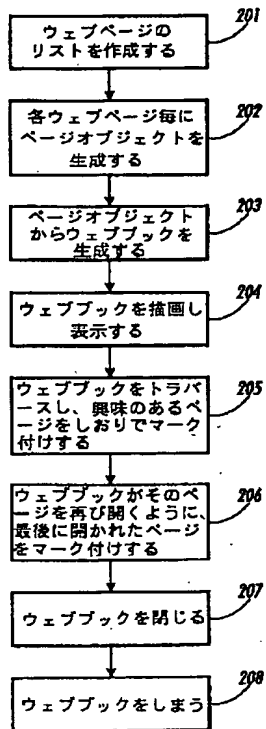 201
ウェブページの
リストを作成する
202
各ウェブページ毎に
ページオブジェクトを
生成する
203
ページオブジェクト
からウェブブックを
生成する
204
ウェブブックを描画し
表示する
205
ウェブブックをトラバ
ースし、興味のあるペ
ージをしおりでマーク
付けする
206
ウェブブックがそのペ
ージを再び開くように、
最後に開かれたページ
をマーク付けする
207
ウェブブックを閉じる
208
ウェブブックをしまう